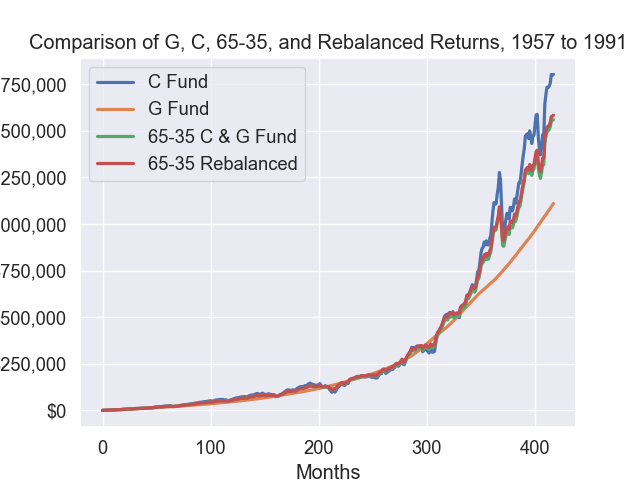 Comparison of G, C, 65-35, and Rebalanced Returns, 1957 to 1991
C Fund
G Fund
65-35 C & G Fund
65-35 Rebalanced
750,000
500,000
250,000
000,000
750,000
500,000
250,000
$0
0 100 200 300 400
Months